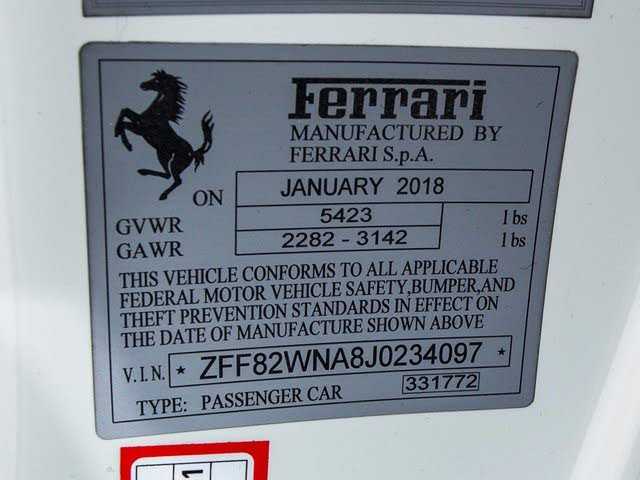 Ferrari
MANUFACTURED BY
FERRARI S.p.A.
ON JANUARY 2018
GVWR 5423 lbs
GAWR 2282 - 3142 lbs
THIS VEHICLE CONFORMS TO ALL APPLICABLE
FEDERAL MOTOR VEHICLE SAFETY,BUMPER,AND
THEFT PREVENTION STANDARDS IN EFFECT ON
THE DATE OF MANUFACTURE SHOWN ABOVE
V.I.N. * ZFF82WNA8J0234097 *
TYPE: PASSENGER CAR 331772
1